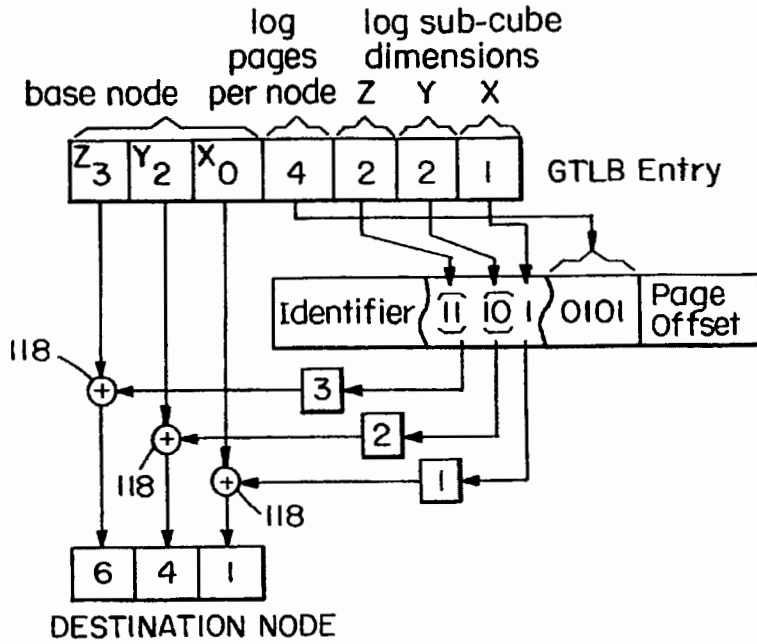 log log sub-cube
pages dimensions
base node per node Z Y X
Z3 Y2 X0 4 2 2 1 GTLB Entry
Identifier 11 10 1 0101 Page Offset
118 + 3
+ 2
118
+ 1
118
6 4 1
DESTINATION NODE